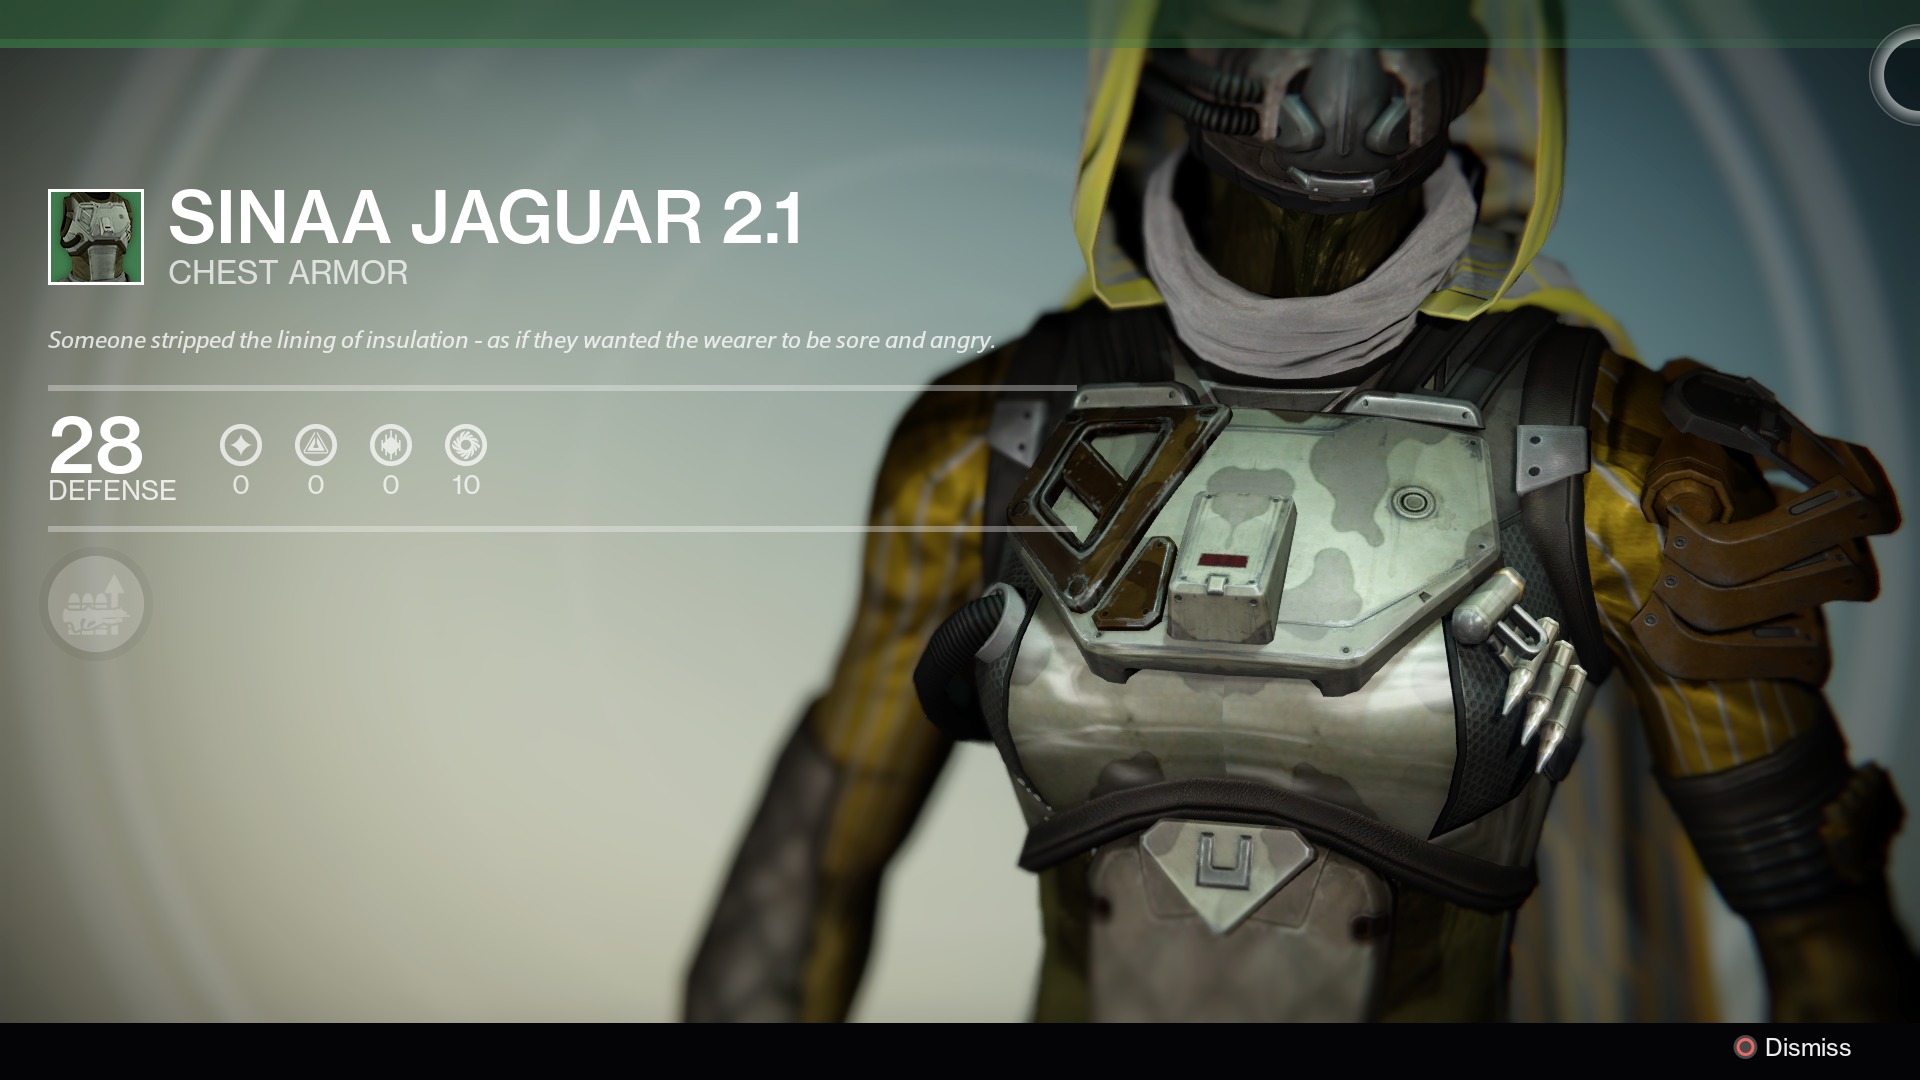 SINAA JAGUAR 2.1
CHEST ARMOR
Someone stripped the lining of insulation - as if they wanted the wearer to be sore and angry.
28
DEFENSE
0 0 0 10
Dismiss